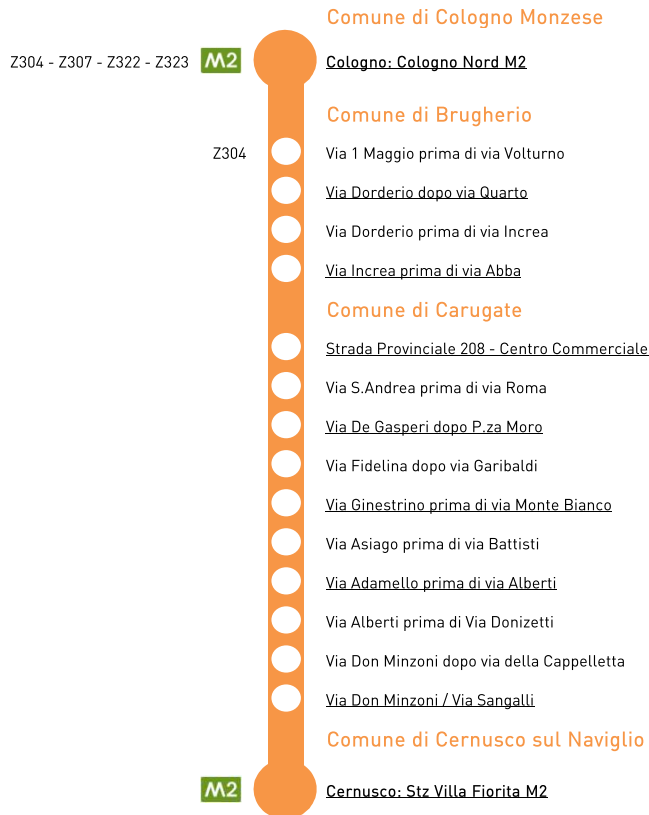 Comune di Cologno Monzese
Z304 - Z307 - Z322 - Z323 M2 Cologno: Cologno Nord M2
Comune di Brugherio
Z304 Via 1 Maggio prima di via Volturno
Via Dorderio dopo via Quarto
Via Dorderio prima di via Increa
Via Increa prima di via Abba
Comune di Carugate
Strada Provinciale 208 - Centro Commerciale
Via S.Andrea prima di via Roma
Via De Gasperi dopo P.za Moro
Via Fidelina dopo via Garibaldi
Via Ginestrino prima di via Monte Bianco
Via Asiago prima di via Battisti
Via Adamello prima di via Alberti
Via Alberti prima di Via Donizetti
Via Don Minzoni dopo via della Cappelletta
Via Don Minzoni / Via Sangalli
Comune di Cernusco sul Naviglio
M2 Cernusco: Stz Villa Fiorita M2